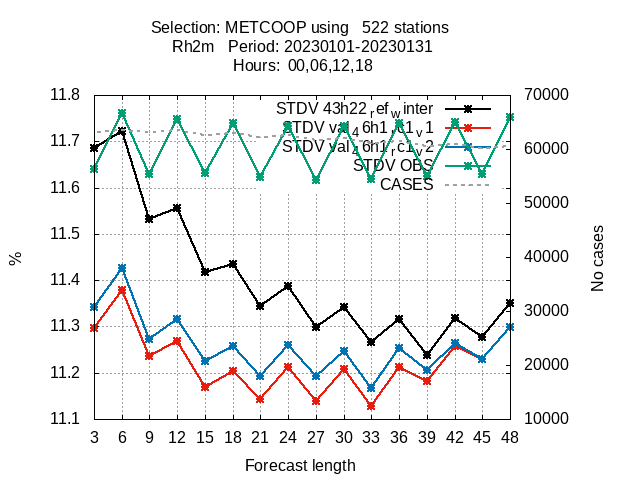 Selection: METCOOP using 522 stations
Rh2m Period: 20230101-20230131
Hours: 00,06,12,18
11.8
11.7
11.6
11.5
11.4
11.3
11.2
11.1
%
STDV 43h22_ref_winter
STDV val_46h1_rc1_v1
STDV val_46h1_rc1_v2
STDV OBS
CASES
70000
60000
50000
40000
30000
20000
10000
No cases
3 6 9 12 15 18 21 24 27 30 33 36 39 42 45 48
Forecast length